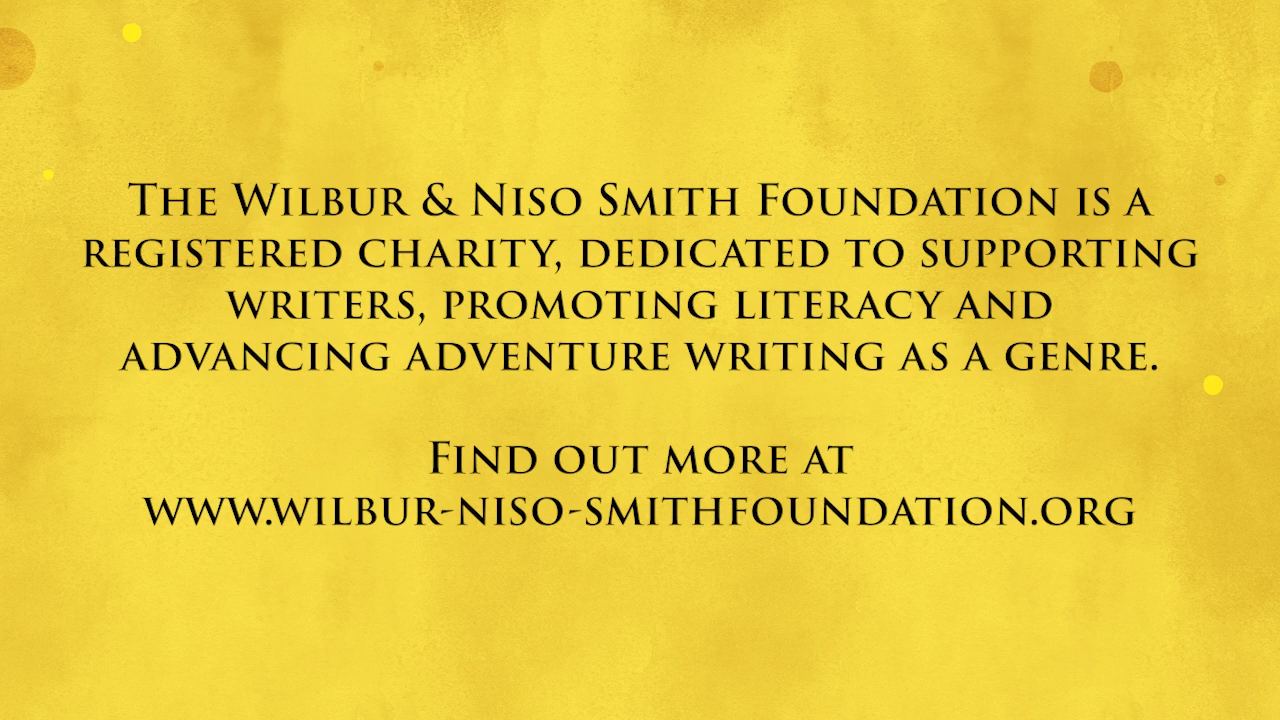 The Wilbur & Niso Smith Foundation is a
registered charity, dedicated to supporting
writers, promoting literacy and
advancing adventure writing as a genre.
Find out more at
www.wilbur-niso-smithfoundation.org